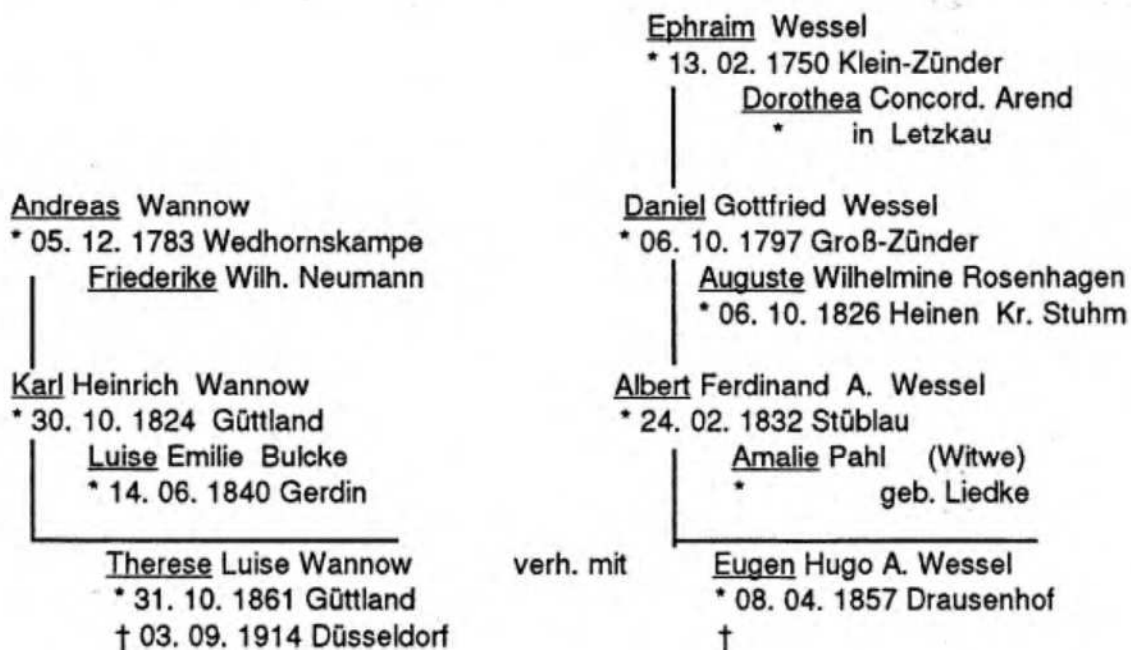 Ephraim Wessel
* 13. 02. 1750 Klein-Zünder
Dorothea Concord. Arend
* in Letzkau
Andreas Wannow
* 05. 12. 1783 Wedhornskampe
Friederike Wilh. Neumann
Daniel Gottfried Wessel
* 06. 10. 1797 Groß-Zünder
Auguste Wilhelmine Rosenhagen
* 06. 10. 1826 Heinen Kr. Stuhm
Karl Heinrich Wannow
* 30. 10. 1824 Güttland
Luise Emilie Bulcke
* 14. 06. 1840 Gerdin
Albert Ferdinand A. Wessel
* 24. 02. 1832 Stüblau
Amalie Pahl (Witwe)
* geb. Liedke
Therese Luise Wannow
* 31. 10. 1861 Güttland
† 03. 09. 1914 Düsseldorf
verh. mit
Eugen Hugo A. Wessel
* 08. 04. 1857 Drausenhof
†